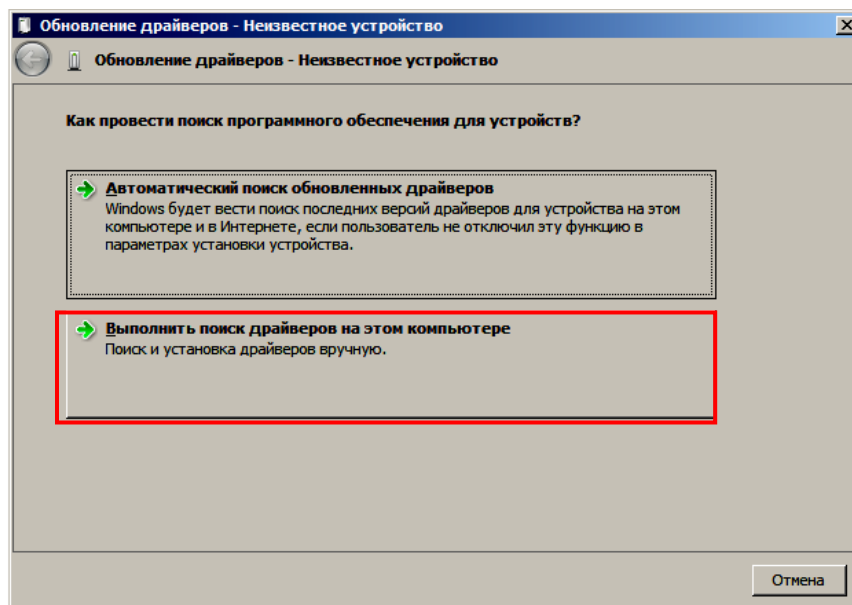 Обновление драйверов - Неизвестное устройство
Обновление драйверов - Неизвестное устройство
Как провести поиск программного обеспечения для устройств?
Автоматический поиск обновленных драйверов
Windows будет вести поиск последних версий драйверов для устройства на этом
компьютере и в Интернете, если пользователь не отключил эту функцию в
параметрах установки устройства.
Выполнить поиск драйверов на этом компьютере
Поиск и установка драйверов вручную.
Отмена